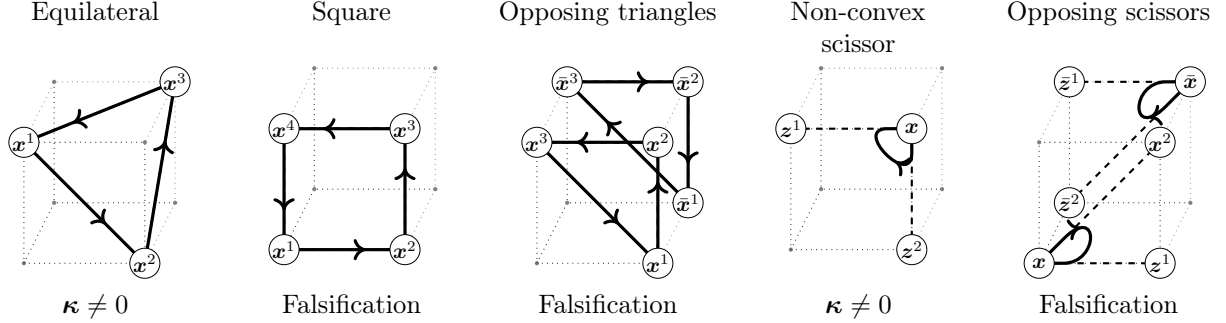 Equilateral
x³
x¹
x²
κ ≠ 0
Square
x⁴
x³
x¹
x²
Falsification
Opposing triangles
x̄³
x̄²
x³
x²
x̄¹
x¹
Falsification
Non-convex
scissor
z¹
x
z²
κ ≠ 0
Opposing scissors
z̄¹
x̄
x²
z̄²
x
z¹
Falsification